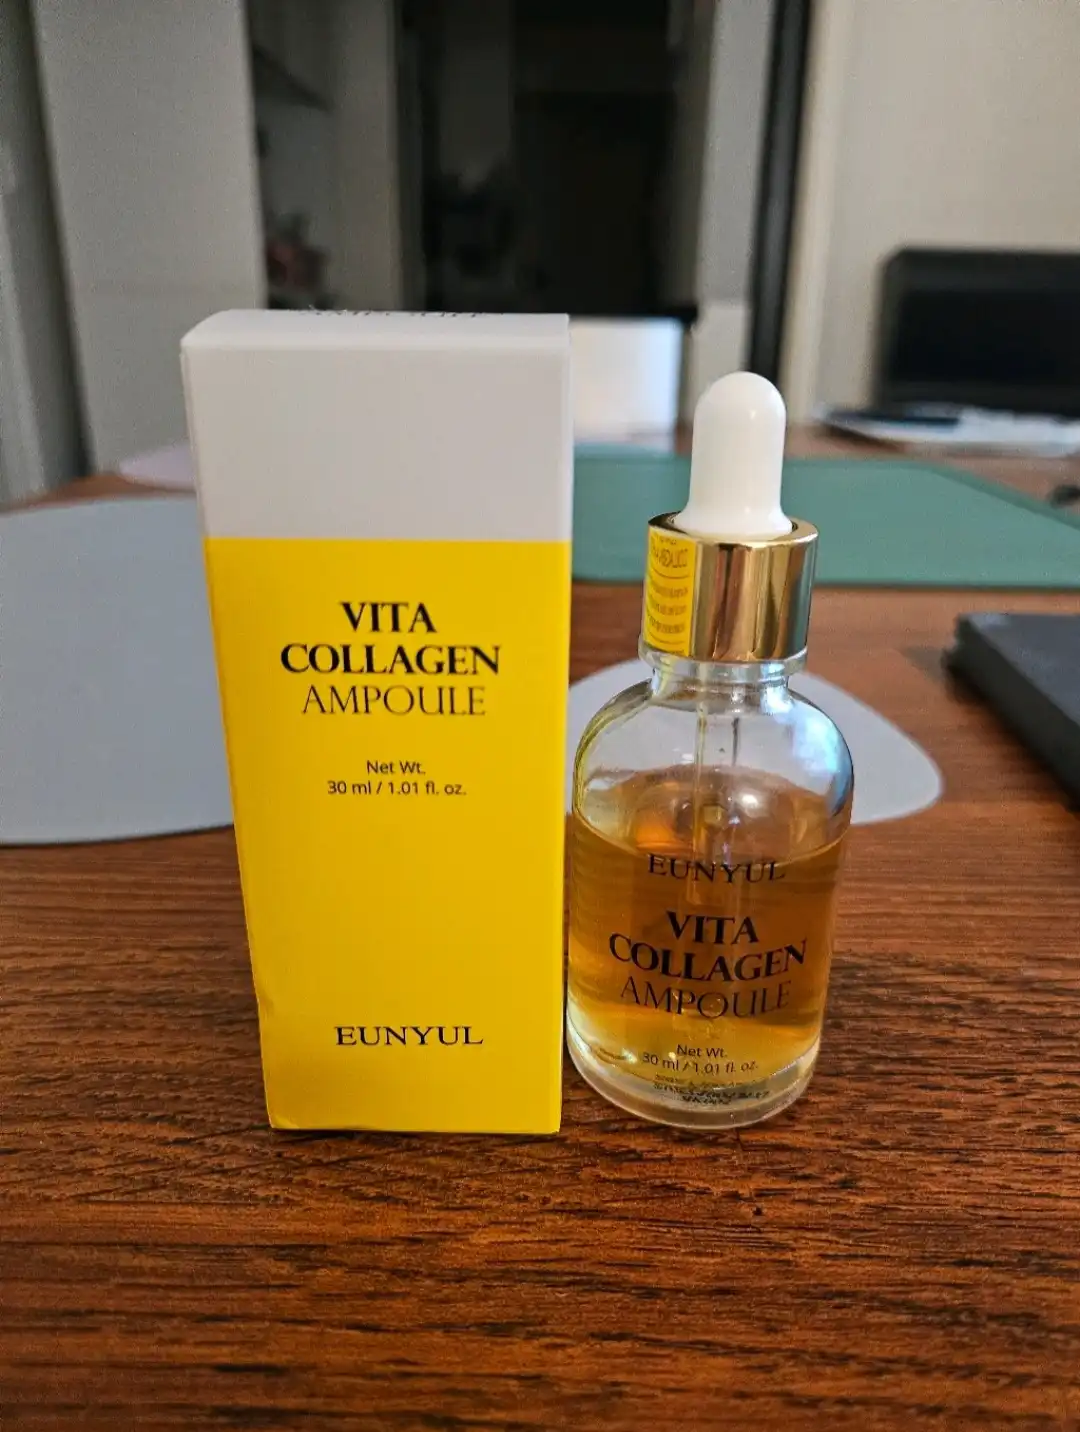 VITA
COLLAGEN
AMPOULE
Net Wt.
30 ml / 1.01 fl. oz.
EUNYUL
EUNYUL
VITA
COLLAGEN
AMPOULE
Net Wt.
30 ml / 1.01 fl. oz.